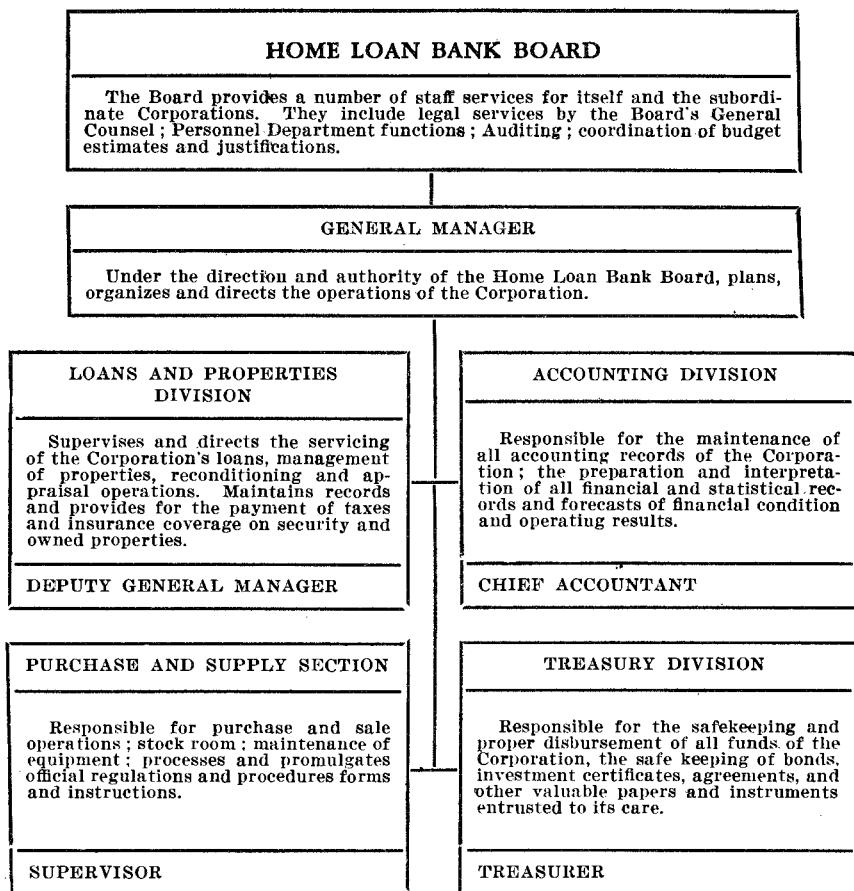 HOME LOAN BANK BOARD
The Board provides a number of staff services for itself and the subordi-
nate Corporations. They include legal services by the Board's General
Counsel; Personnel Department functions; Auditing; coordination of budget
estimates and justifications.
GENERAL MANAGER
Under the direction and authority of the Home Loan Bank Board, plans,
organizes and directs the operations of the Corporation.
LOANS AND PROPERTIES
DIVISION
Supervises and directs the servicing
of the Corporation's loans, management
of properties, reconditioning and ap-
praisal operations. Maintains records
and provides for the payment of taxes
and insurance coverage on security and
owned properties.
DEPUTY GENERAL MANAGER
ACCOUNTING DIVISION
Responsible for the maintenance of
all accounting records of the Corpora-
tion; the preparation and interpreta-
tion of all financial and statistical rec-
ords and forecasts of financial condition
and operating results.
CHIEF ACCOUNTANT
PURCHASE AND SUPPLY SECTION
Responsible for purchase and sale
operations; stock room; maintenance of
equipment; processes and promulgates
official regulations and procedures forms
and instructions.
SUPERVISOR
TREASURY DIVISION
Responsible for the safekeeping and
proper disbursement of all funds of the
Corporation, the safe keeping of bonds,
investment certificates, agreements, and
other valuable papers and instruments
entrusted to its care.
TREASURER